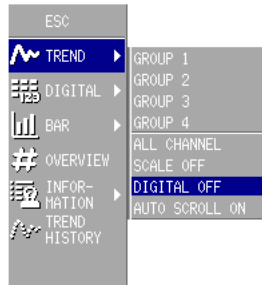 ESC
TREND
DIGITAL
BAR
OVERVIEW
INFOR-
MATION
TREND
HISTORY
GROUP 1
GROUP 2
GROUP 3
GROUP 4
ALL CHANNEL
SCALE OFF
DIGITAL OFF
AUTO SCROLL ON